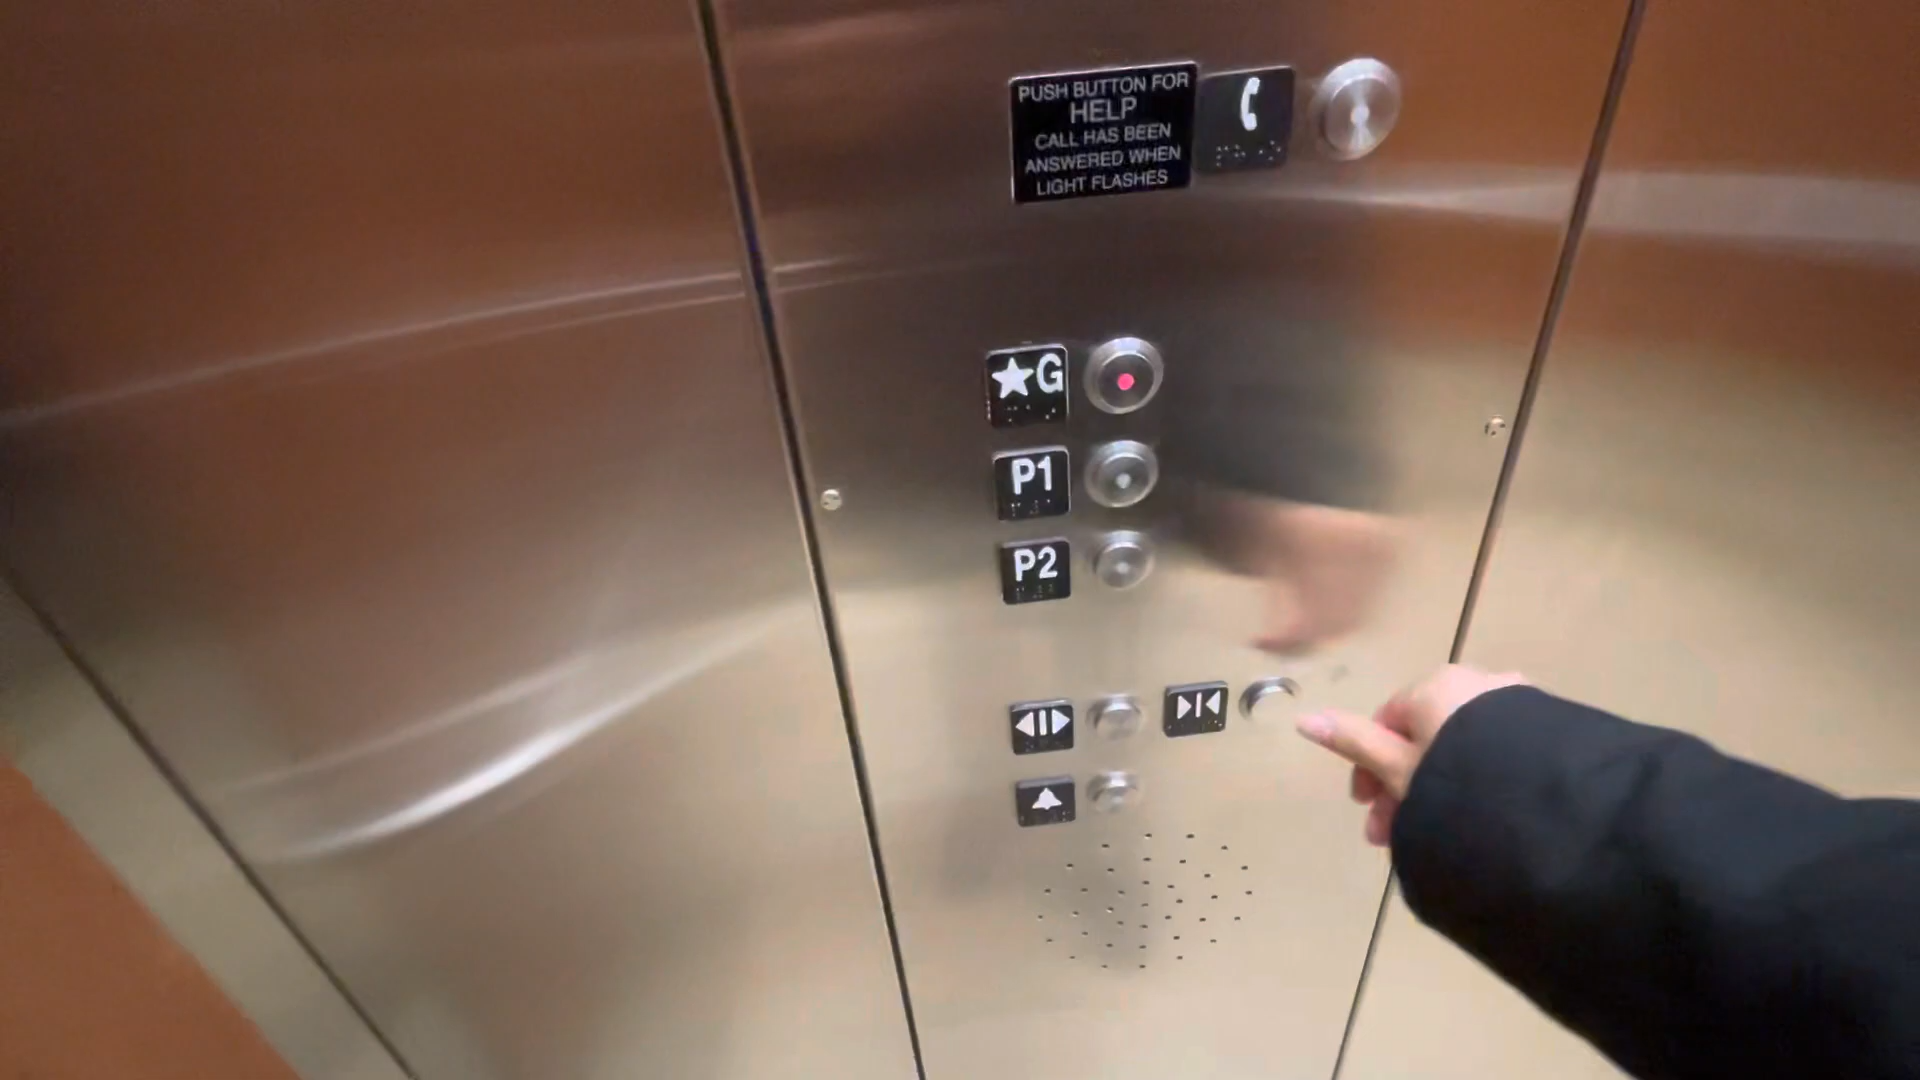 PUSH BUTTON FOR
HELP
CALL HAS BEEN
ANSWERED WHEN
LIGHT FLASHES
★G
P1
P2